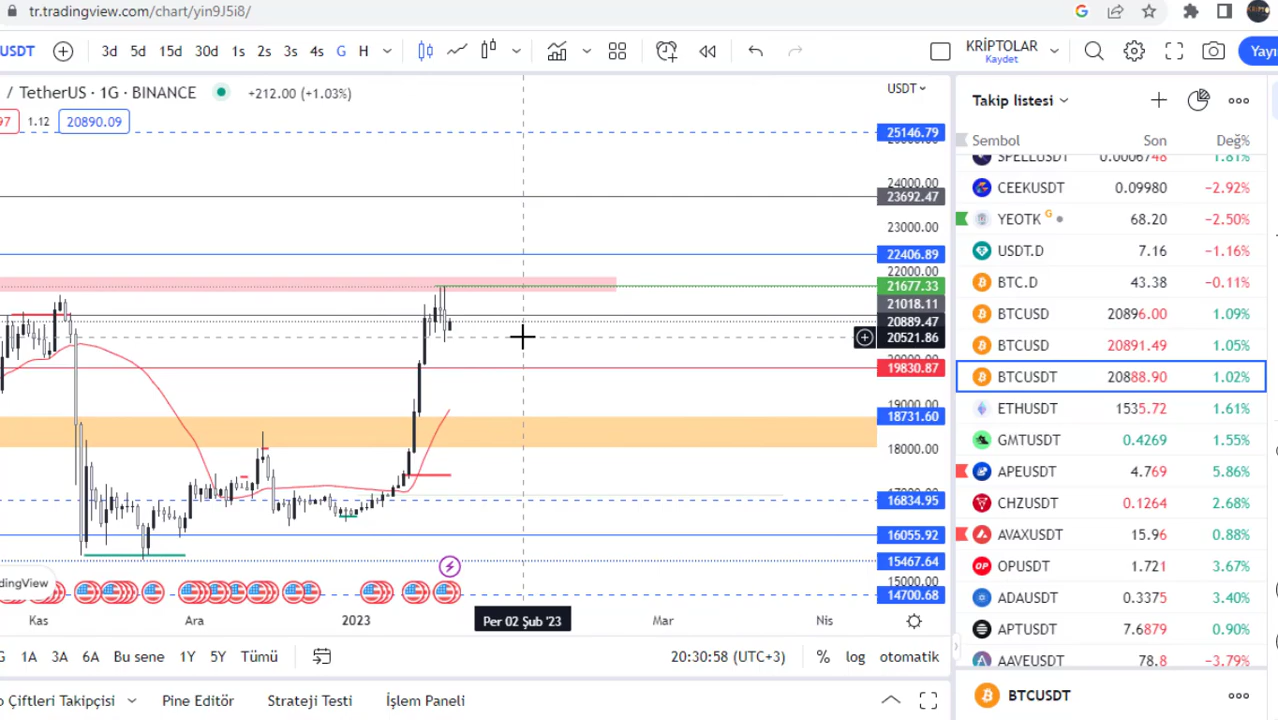 tr.tradingview.com/chart/yin9J5i8/
USDT 3d 5d 15d 30d 1s 2s 3s 4s G H KRİPTOLAR Kaydet Yayı
/ TetherUS · 1G · BINANCE +212.00 (+1.03%) USDT
97 1.12 20890.09
25146.79
24000.00
23692.47
23000.00
22406.89
22000.00
21677.33
21018.11
20889.47
20521.86
20000.00
19830.87
19000.00
18731.60
18000.00
16834.95
16055.92
15467.64
15000.00
14700.68
dingView
Kas Ara 2023 Per 02 Şub '23 Mar Nis
G 1A 3A 6A Bu sene 1Y 5Y Tümü 20:30:58 (UTC+3) % log otomatik
o Çiftleri Takipçisi Pine Editör Strateji Testi İşlem Paneli
Takip listesi
Sembol Son Değ%
SPELLUSDT 0.0006748 1.81%
CEEKUSDT 0.09980 −2.92%
YEOTK G 68.20 −2.50%
USDT.D 7.16 −1.16%
BTC.D 43.38 −0.11%
BTCUSD 20896.00 1.09%
BTCUSD 20891.49 1.05%
BTCUSDT 20888.90 1.02%
ETHUSDT 1535.72 1.61%
GMTUSDT 0.4269 1.55%
APEUSDT 4.769 5.86%
CHZUSDT 0.1264 2.68%
AVAXUSDT 15.96 0.88%
OPUSDT 1.721 3.67%
ADAUSDT 0.3375 3.40%
APTUSDT 7.6879 0.90%
AAVEUSDT 78.8 −3.79%
BTCUSDT